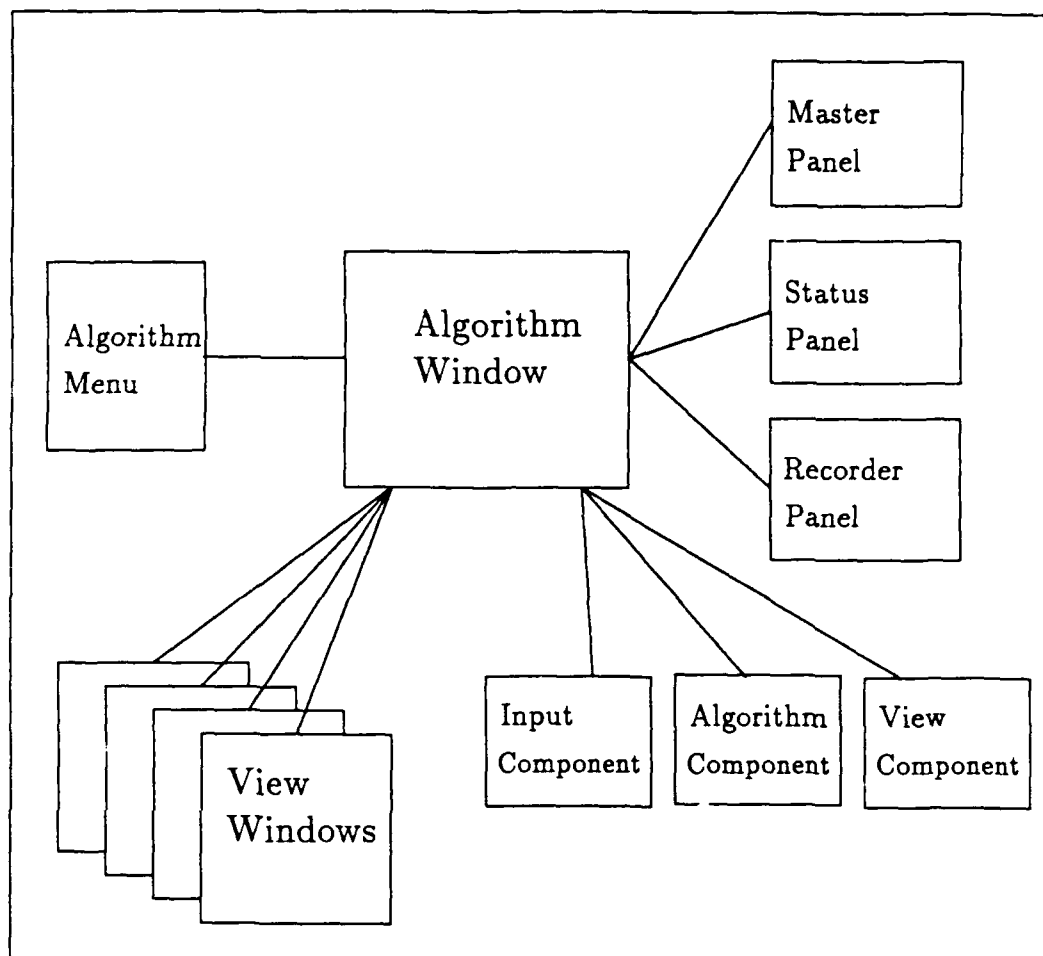 Master
Panel
Status
Panel
Algorithm
Menu
Algorithm
Window
Recorder
Panel
Input
Component
Algorithm
Component
View
Component
View
Windows